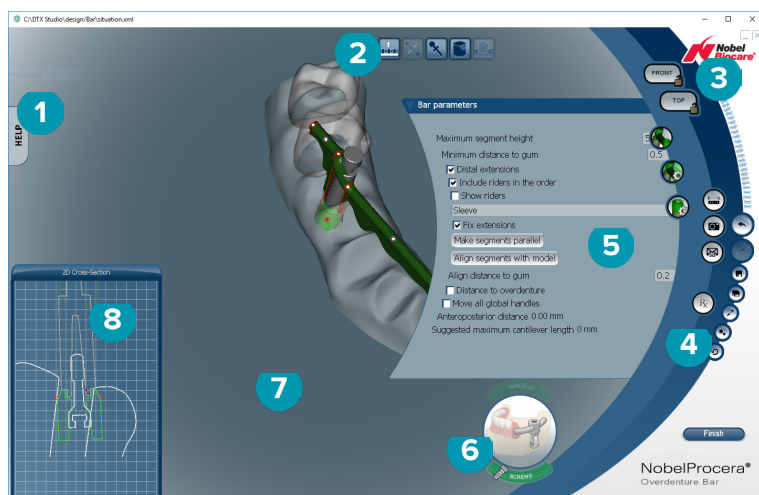 C:\DTX Studio\design\Bar\situation.xml
2
Nobel
Biocare®
FRONT
3
TOP
1
HELP
Bar parameters
Maximum segment height 5
Minimum distance to gum 0.5
Distal extensions
Include riders in the order
Show riders
Sleeve
Fix extensions
Make segments parallel
5
Align segments with model
Align distance to gum 0.2
Distance to overdenture
Move all global handles
Anteroposterior distance 0.00 mm
Suggested maximum cantilever length 0 mm
2D Cross-Section
8
Rx
4
7
INTAGLIO
6
SCREWS
Finish
NobelProcera®
Overdenture Bar